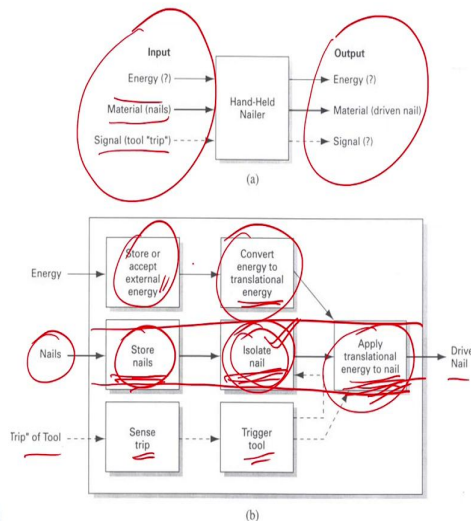 Input
Output
Energy (?)
Energy (?)
Material (nails)
Hand-Held
Nailer
Material (driven nail)
Signal (tool "trip")
Signal (?)
(a)
Energy
Store or
accept
external
energy
Convert
energy to
translational
energy
Nails
Store
nails
Isolate
nail
Apply
translational
energy to nail
Drive
Nail
Trip" of Tool
Sense
trip
Trigger
tool
(b)